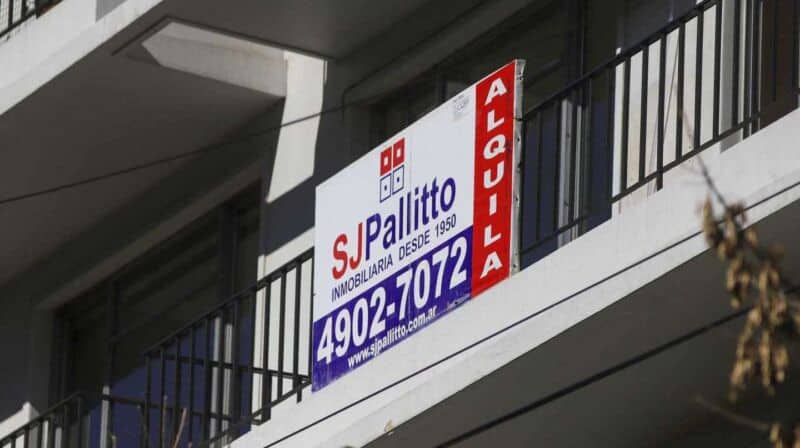 SJPallitto
INMOBILIARIA DESDE 1950
4902-7072
www.sjpallitto.com.ar
ALQUILA